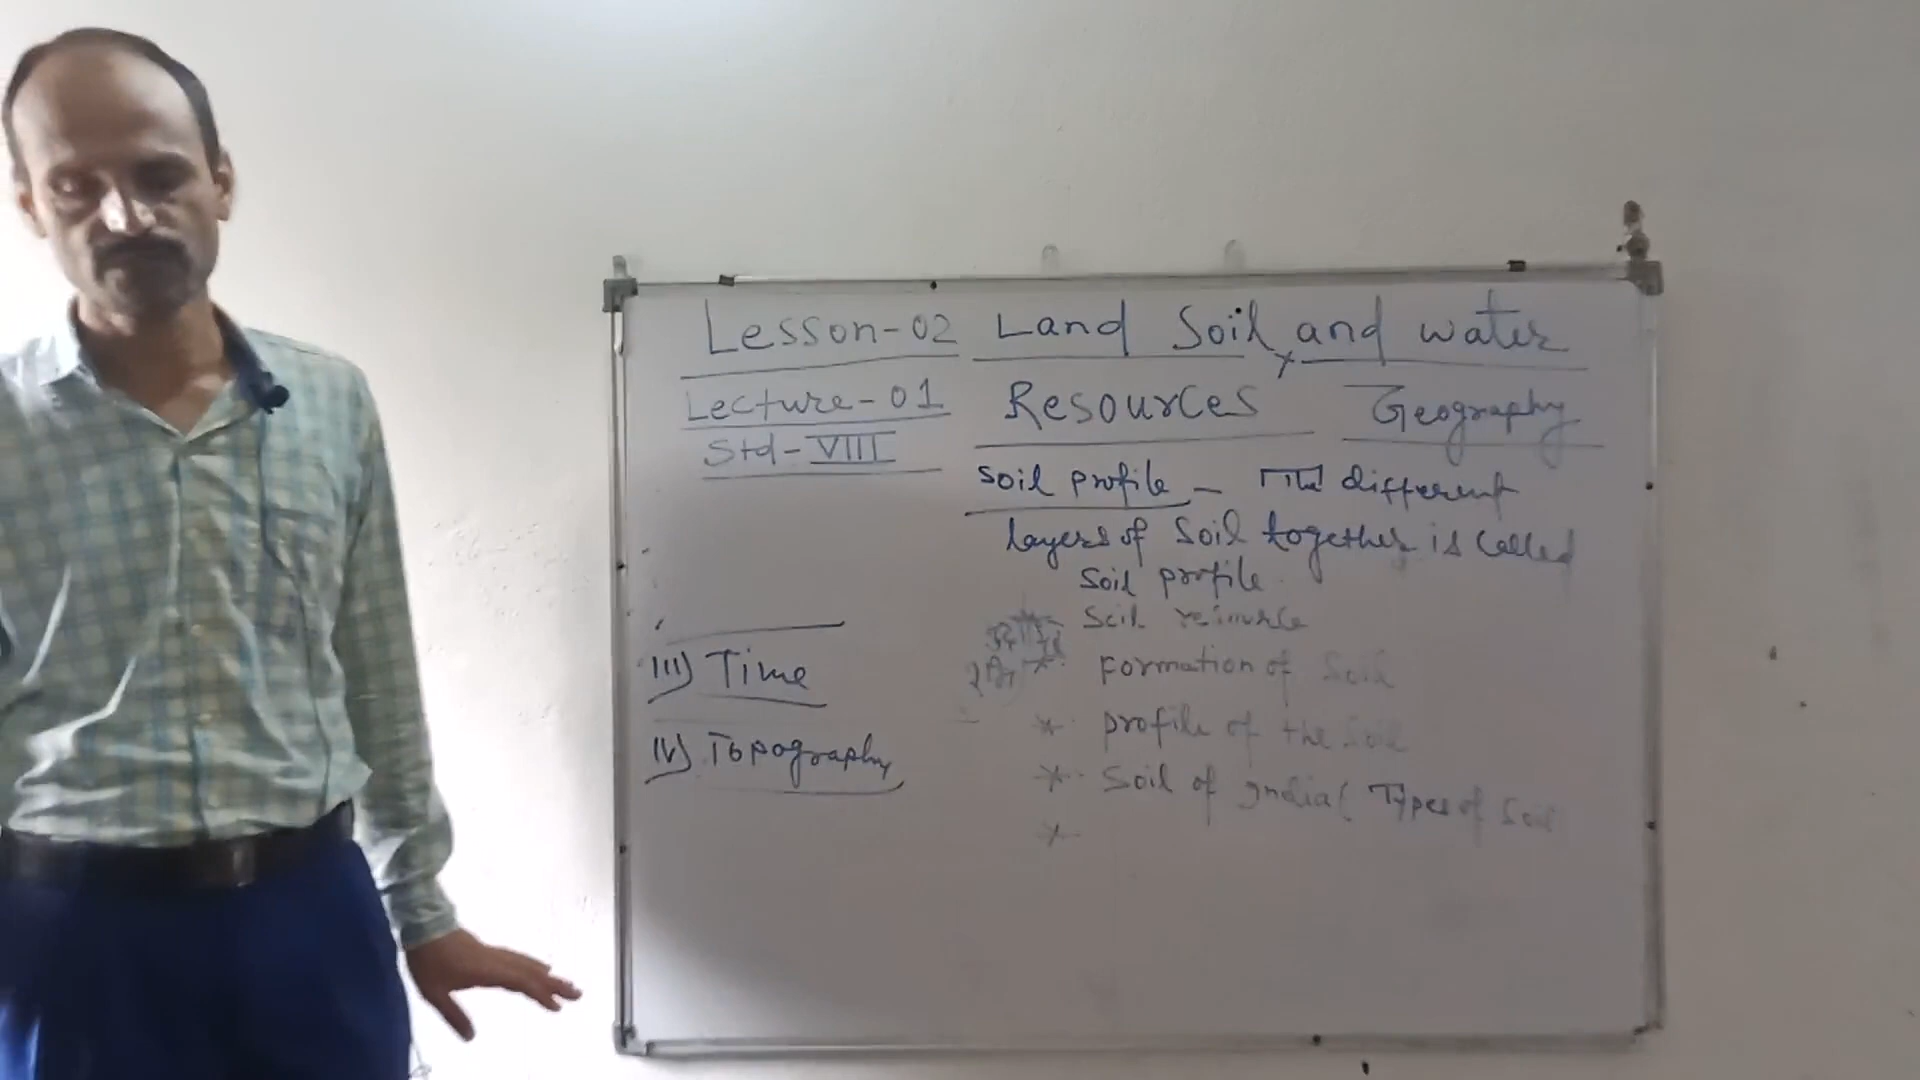 Lesson-02 Land Soil and water
Lecture-01 Resources Geography
Std-VIII
soil profile - The different
layers of Soil together is called
Soil profile
Soil resource
* Formation of Soil
III) Time
* profile of the soil
IV) Topography
* Soil of India( Types of Soil
*